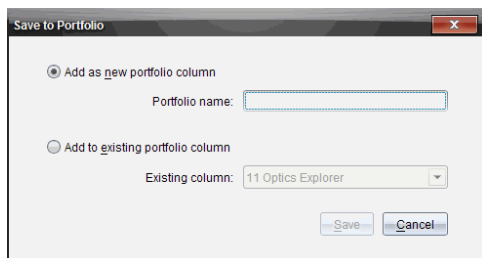 Save to Portfolio
Add as new portfolio column
Portfolio name:
Add to existing portfolio column
Existing column: 11 Optics Explorer
Save Cancel